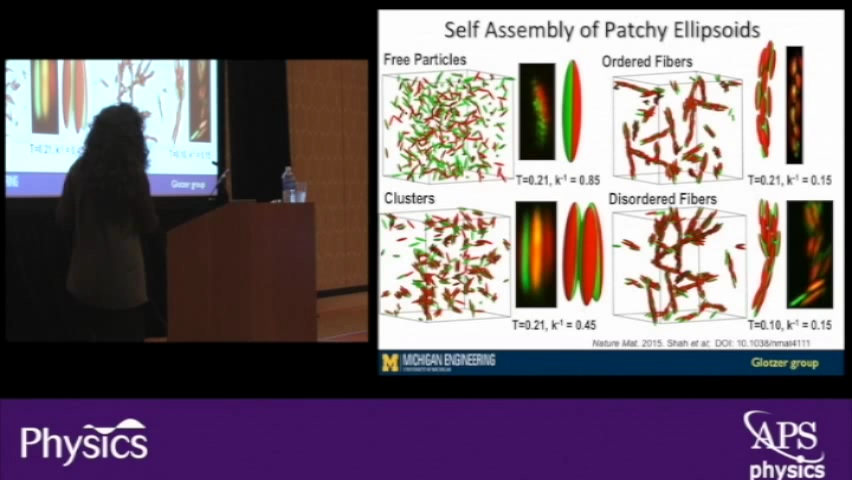 Self Assembly of Patchy Ellipsoids
Free Particles
Ordered Fibers
T=0.21, k⁻¹ = 0.85
T=0.21, k⁻¹ = 0.15
Clusters
Disordered Fibers
T=0.21, k⁻¹ = 0.45
T=0.10, k⁻¹ = 0.15
Nature Mat. 2015. Shah et al; DOI: 10.1038/nmat4111
M MICHIGAN ENGINEERING
Glotzer group
Glotzer group
Physics
APS
physics